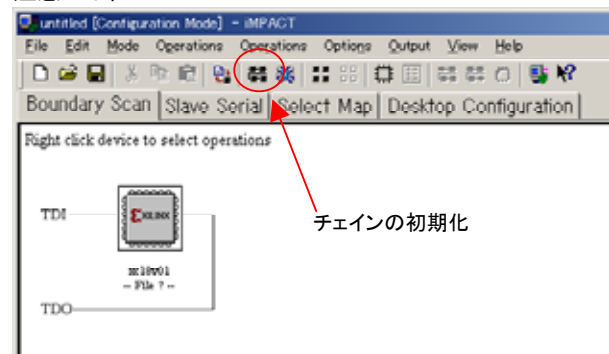 untitled [Configuration Mode] - iMPACT
File Edit Mode Operations Operations Options Output View Help
Boundary Scan Slave Serial Select Map Desktop Configuration
Right click device to select operations
TDI
XILINX
チェインの初期化
xc18v01
-- File ? --
TDO